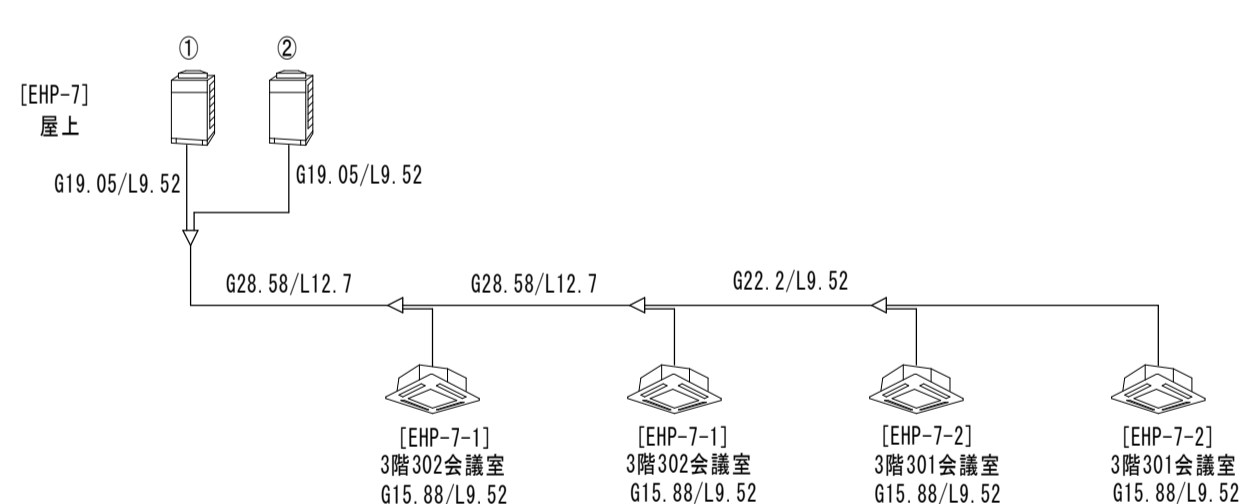 ① ②
[EHP-7]
屋上
G19.05/L9.52
G19.05/L9.52
G28.58/L12.7
G28.58/L12.7
G22.2/L9.52
[EHP-7-1]
3階302会議室
G15.88/L9.52
[EHP-7-1]
3階302会議室
G15.88/L9.52
[EHP-7-2]
3階301会議室
G15.88/L9.52
[EHP-7-2]
3階301会議室
G15.88/L9.52